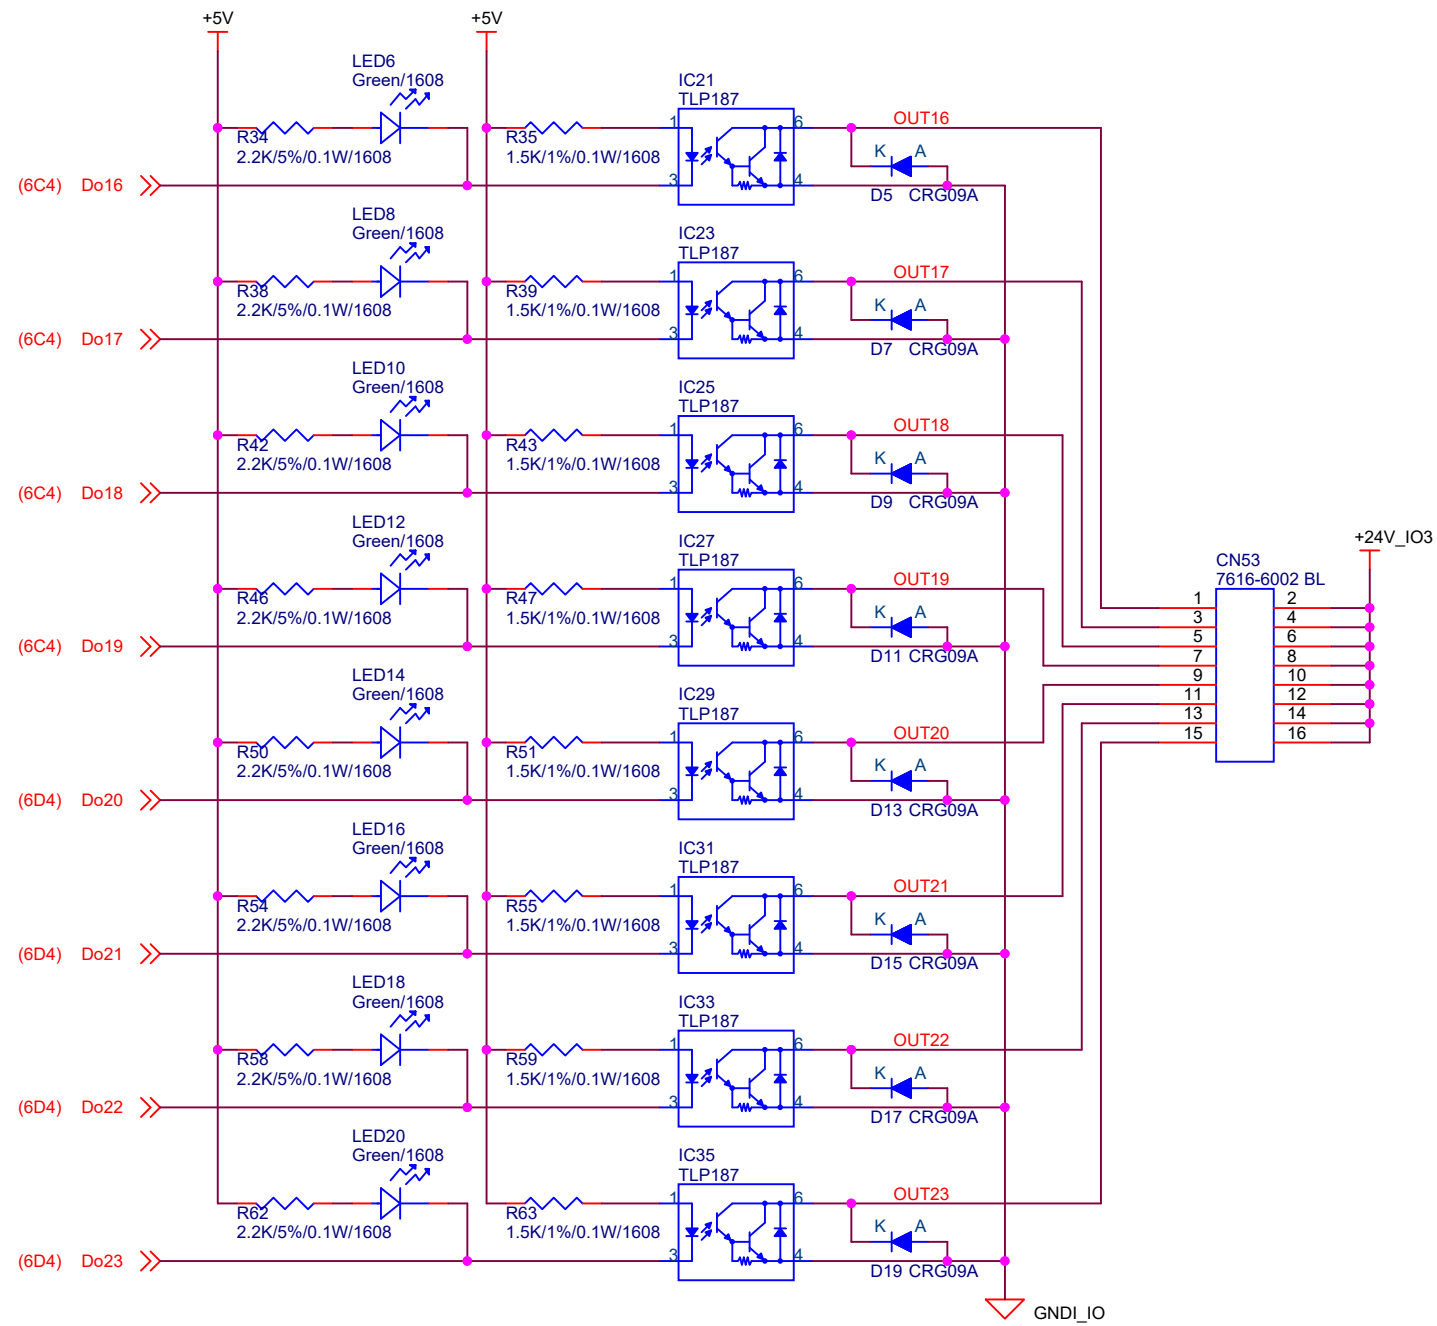 +5V
+5V
LED6
Green/1608
R34
2.2K/5%/0.1W/1608
R35
1.5K/1%/0.1W/1608
IC21
TLP187
1
3
6
4
OUT16
K A
D5 CRG09A
(6C4) Do16
LED8
Green/1608
R38
2.2K/5%/0.1W/1608
R39
1.5K/1%/0.1W/1608
IC23
TLP187
1
3
6
4
OUT17
K A
D7 CRG09A
(6C4) Do17
LED10
Green/1608
R42
2.2K/5%/0.1W/1608
R43
1.5K/1%/0.1W/1608
IC25
TLP187
1
3
6
4
OUT18
K A
D9 CRG09A
(6C4) Do18
LED12
Green/1608
R46
2.2K/5%/0.1W/1608
R47
1.5K/1%/0.1W/1608
IC27
TLP187
1
3
6
4
OUT19
K A
D11 CRG09A
(6C4) Do19
LED14
Green/1608
R50
2.2K/5%/0.1W/1608
R51
1.5K/1%/0.1W/1608
IC29
TLP187
1
3
6
4
OUT20
K A
D13 CRG09A
(6D4) Do20
LED16
Green/1608
R54
2.2K/5%/0.1W/1608
R55
1.5K/1%/0.1W/1608
IC31
TLP187
1
3
6
4
OUT21
K A
D15 CRG09A
(6D4) Do21
LED18
Green/1608
R58
2.2K/5%/0.1W/1608
R59
1.5K/1%/0.1W/1608
IC33
TLP187
1
3
6
4
OUT22
K A
D17 CRG09A
(6D4) Do22
LED20
Green/1608
R62
2.2K/5%/0.1W/1608
R63
1.5K/1%/0.1W/1608
IC35
TLP187
1
3
6
4
OUT23
K A
D19 CRG09A
(6D4) Do23
GNDI_IO
+24V_IO3
CN53
7616-6002 BL
1 2
3 4
5 6
7 8
9 10
11 12
13 14
15 16